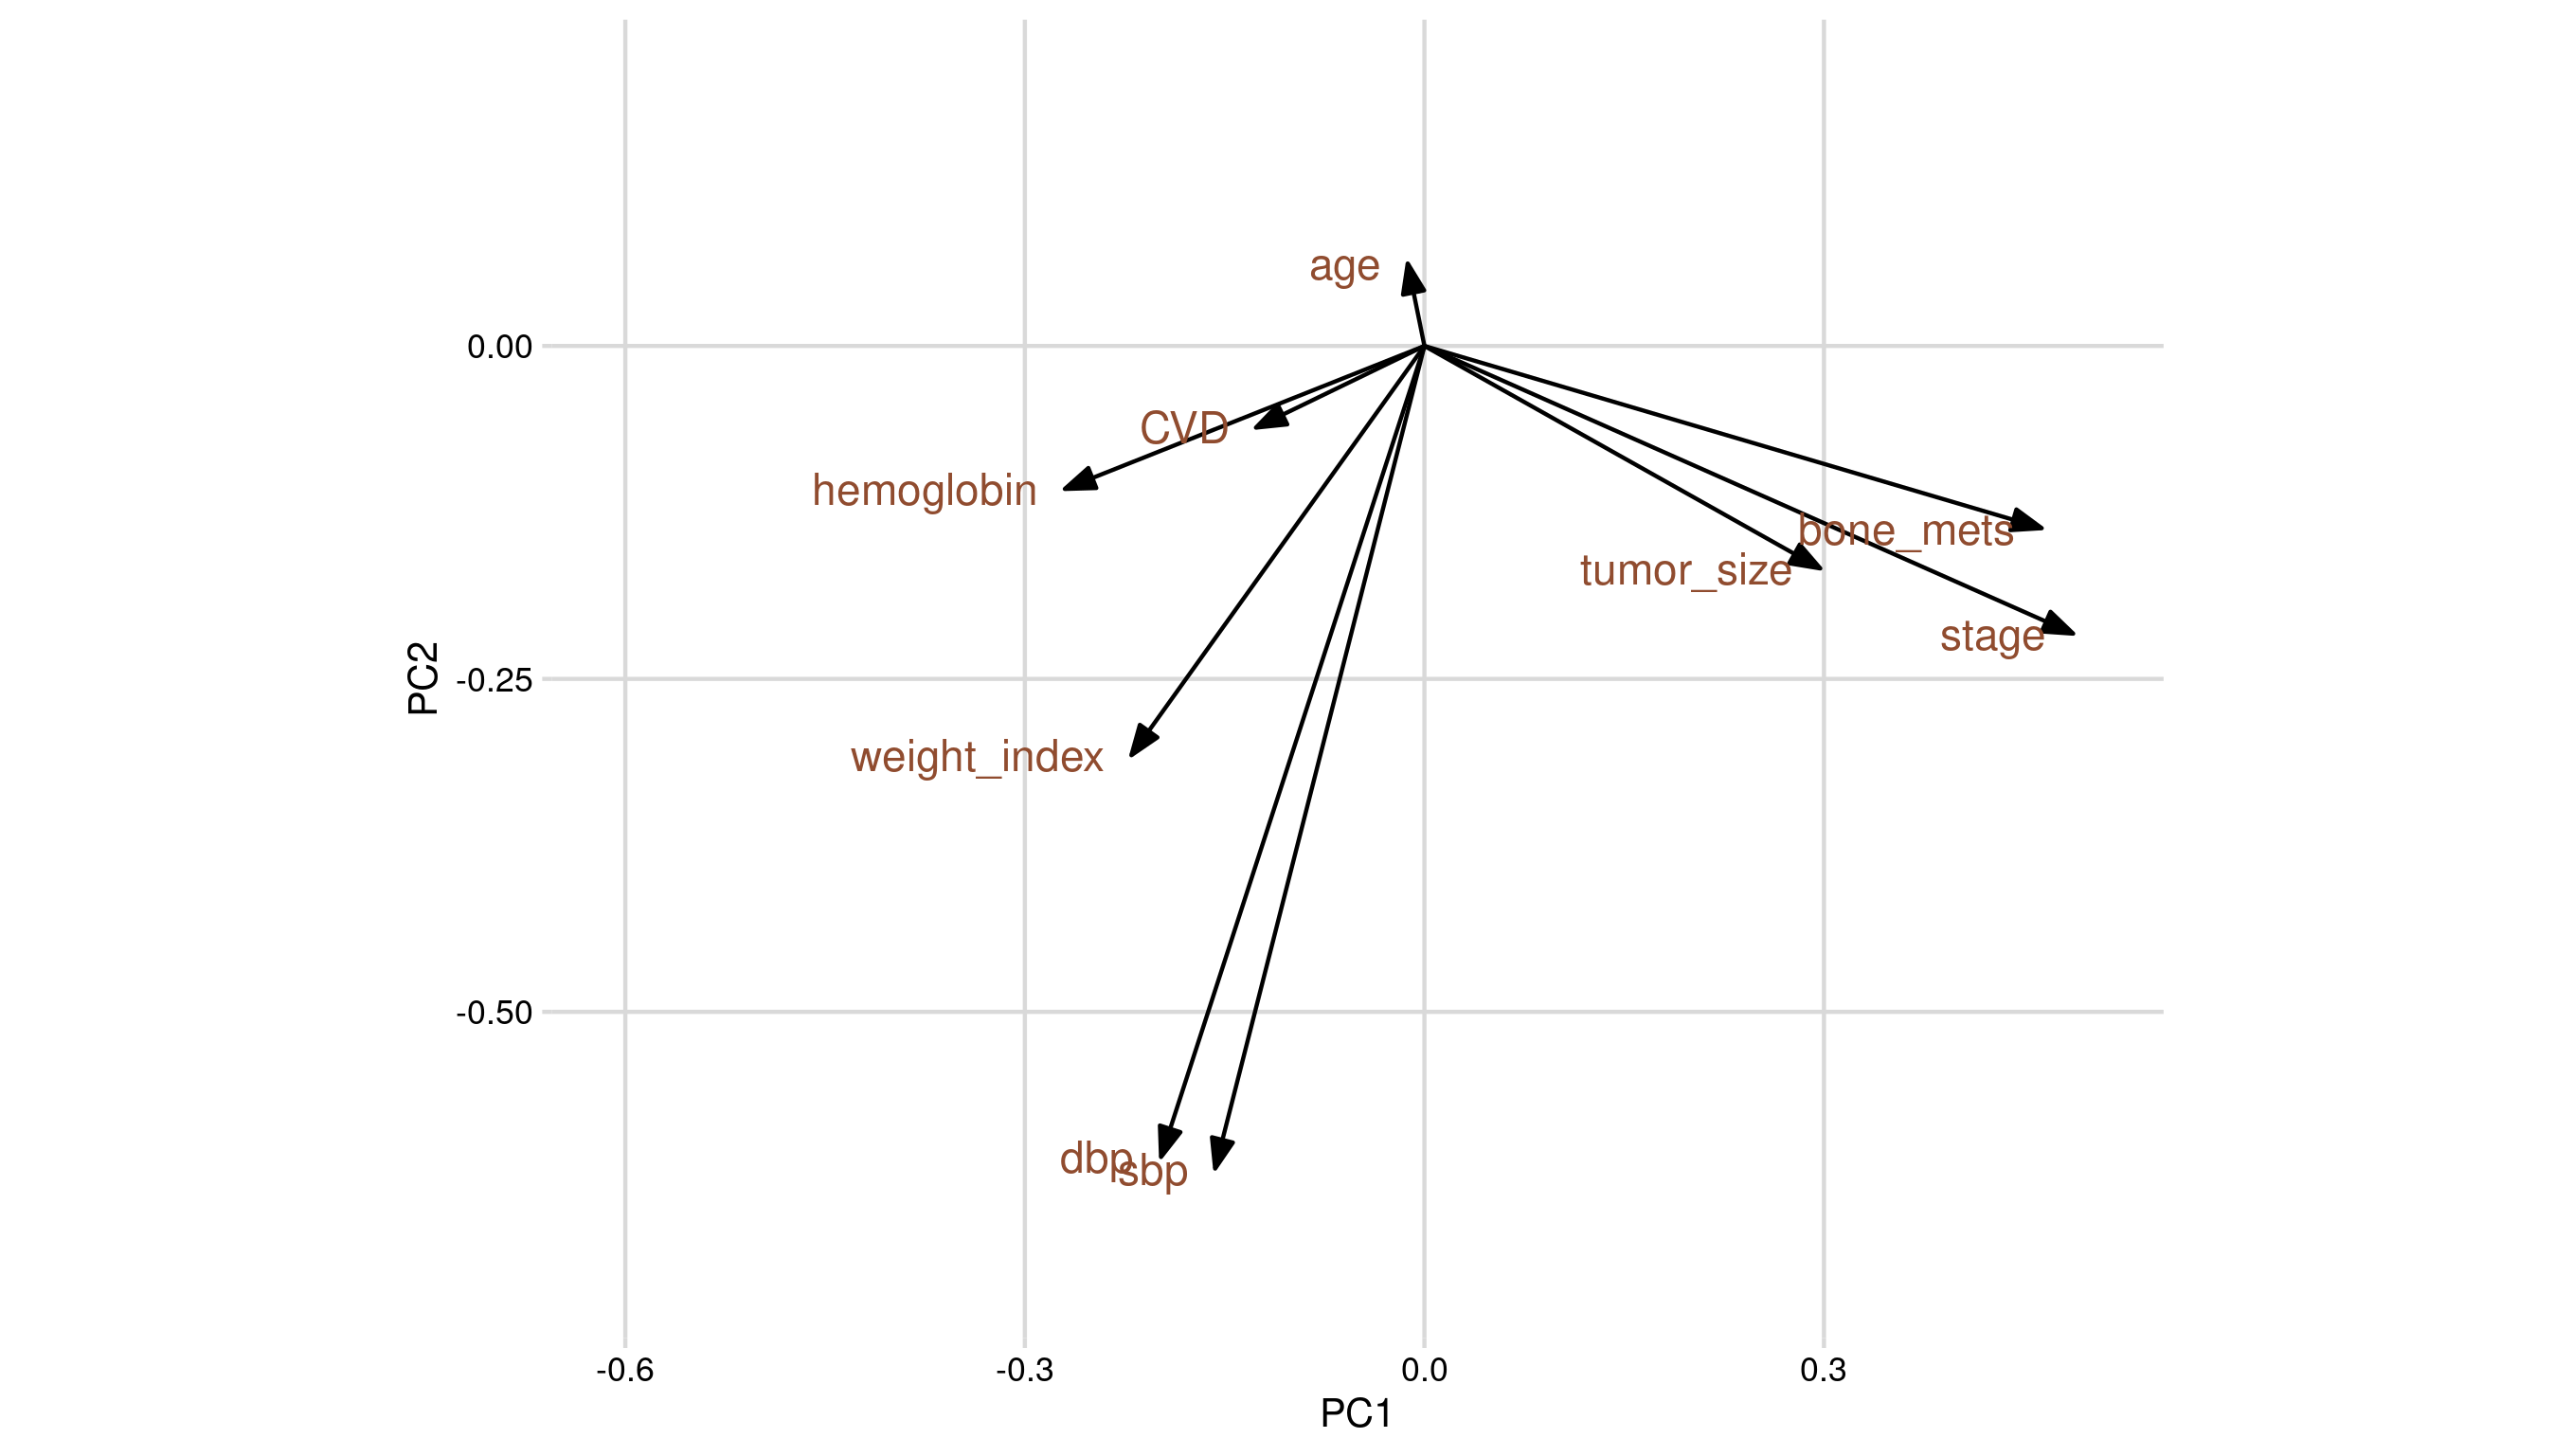 age
0.00
CVD
hemoglobin
bone_mets
tumor_size
stage
PC2
-0.25
weight_index
-0.50
dbp
sbp
-0.6
-0.3
0.0
0.3
PC1